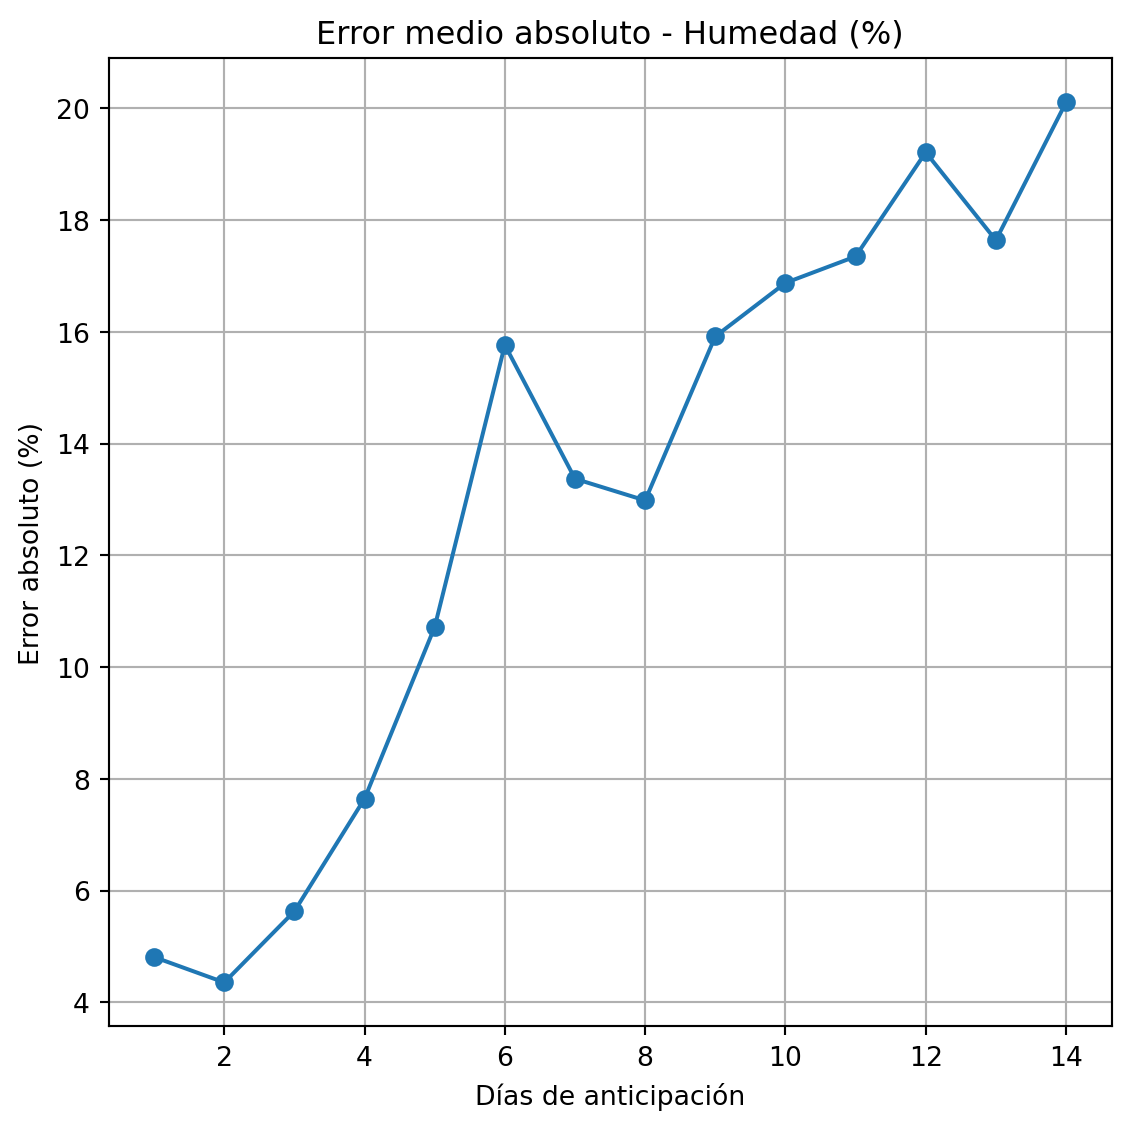 Error medio absoluto - Humedad (%)
20
18
16
14
12
10
8
6
4
Error absoluto (%)
2 4 6 8 10 12 14
Días de anticipación